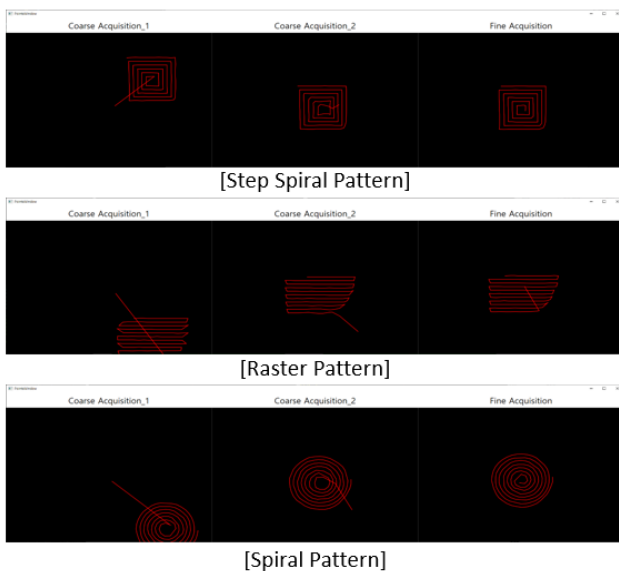 Coarse Acquisition_1 Coarse Acquisition_2 Fine Acquisition
[Step Spiral Pattern]
Coarse Acquisition_1 Coarse Acquisition_2 Fine Acquisition
[Raster Pattern]
Coarse Acquisition_1 Coarse Acquisition_2 Fine Acquisition
[Spiral Pattern]